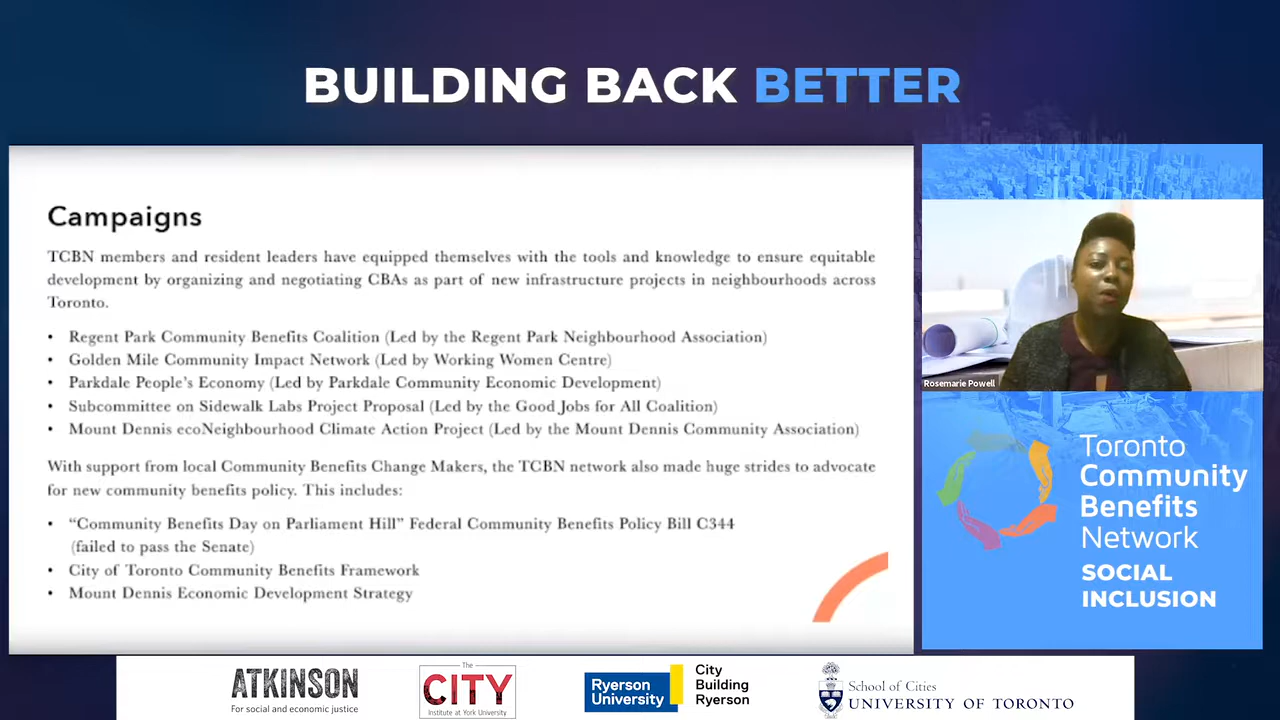 BUILDING BACK BETTER
Campaigns
TCBN members and resident leaders have equipped themselves with the tools and knowledge to ensure equitable
development by organizing and negotiating CBAs as part of new infrastructure projects in neighbourhoods across
Toronto.
• Regent Park Community Benefits Coalition (Led by the Regent Park Neighbourhood Association)
• Golden Mile Community Impact Network (Led by Working Women Centre)
• Parkdale People's Economy (Led by Parkdale Community Economic Development)
• Subcommittee on Sidewalk Labs Project Proposal (Led by the Good Jobs for All Coalition)
• Mount Dennis ecoNeighbourhood Climate Action Project (Led by the Mount Dennis Community Association)
With support from local Community Benefits Change Makers, the TCBN network also made huge strides to advocate
for new community benefits policy. This includes:
• “Community Benefits Day on Parliament Hill” Federal Community Benefits Policy Bill C344
(failed to pass the Senate)
• City of Toronto Community Benefits Framework
• Mount Dennis Economic Development Strategy
Rosemarie Powell
Toronto
Community
Benefits
Network
SOCIAL
INCLUSION
ATKINSON
For social and economic justice
The
CITY
Institute at York University
Ryerson
University
City
Building
Ryerson
School of Cities
UNIVERSITY OF TORONTO